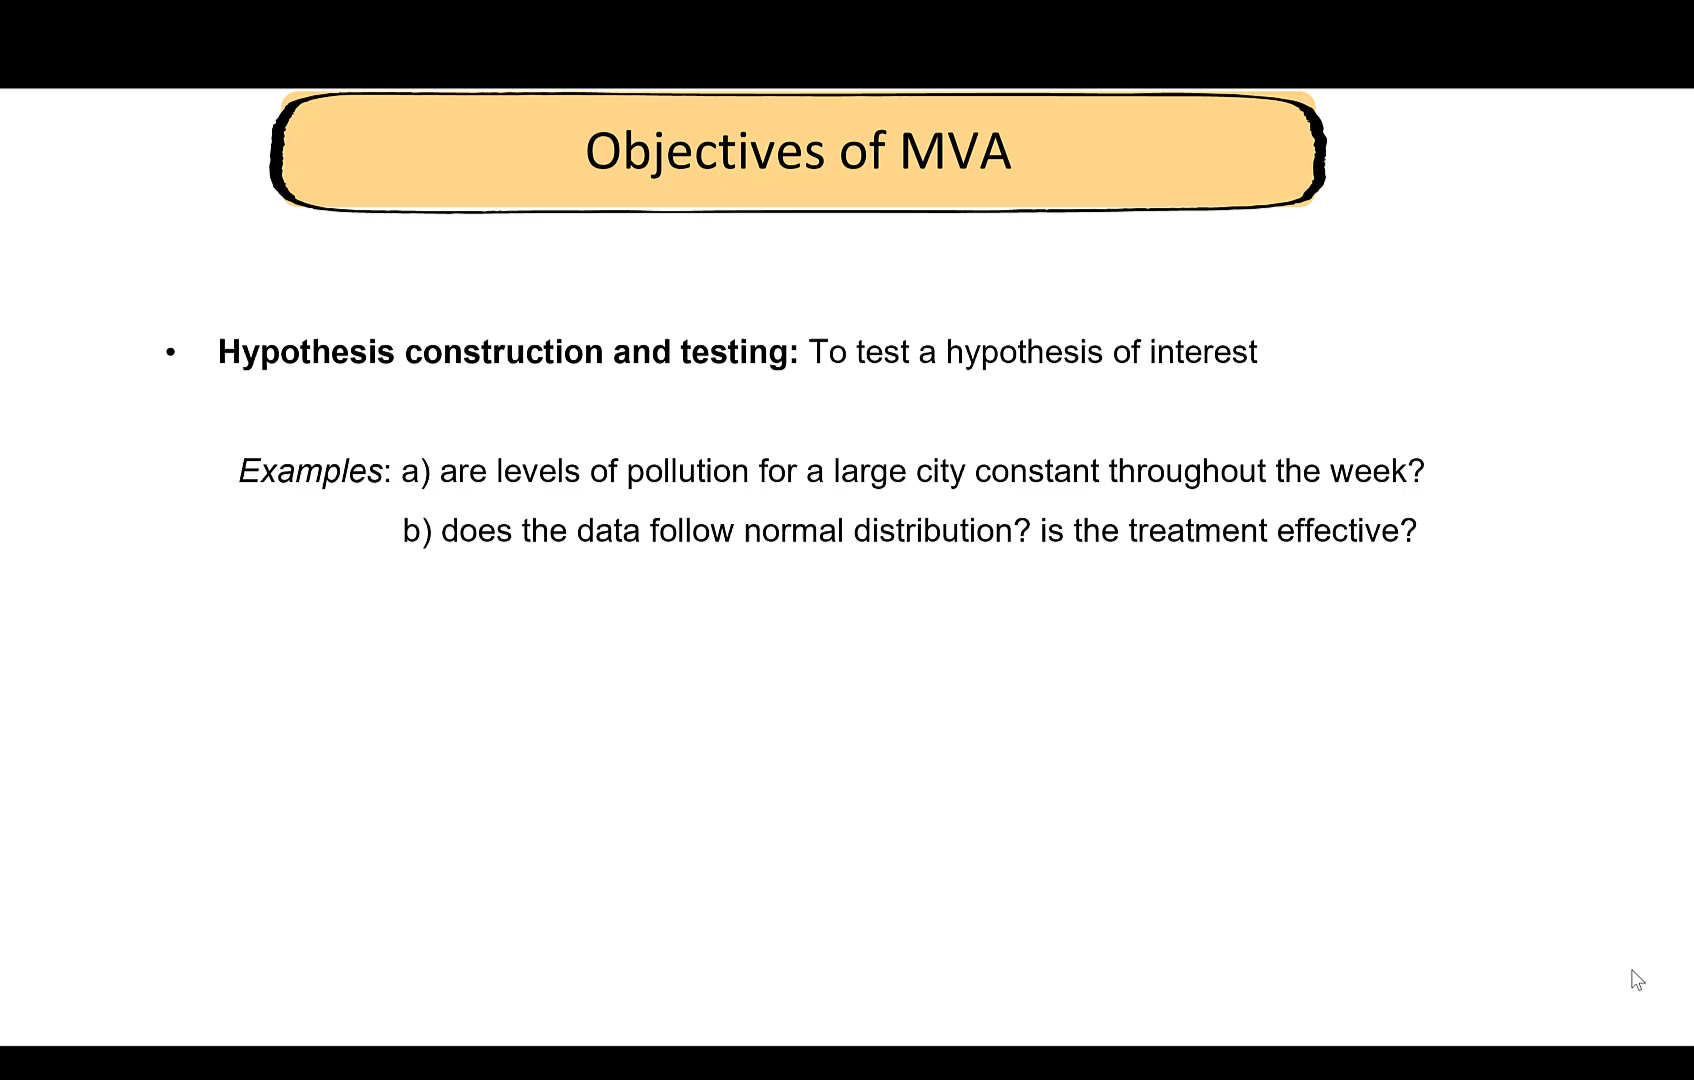 Objectives of MVA
• Hypothesis construction and testing: To test a hypothesis of interest
Examples: a) are levels of pollution for a large city constant throughout the week?
b) does the data follow normal distribution? is the treatment effective?